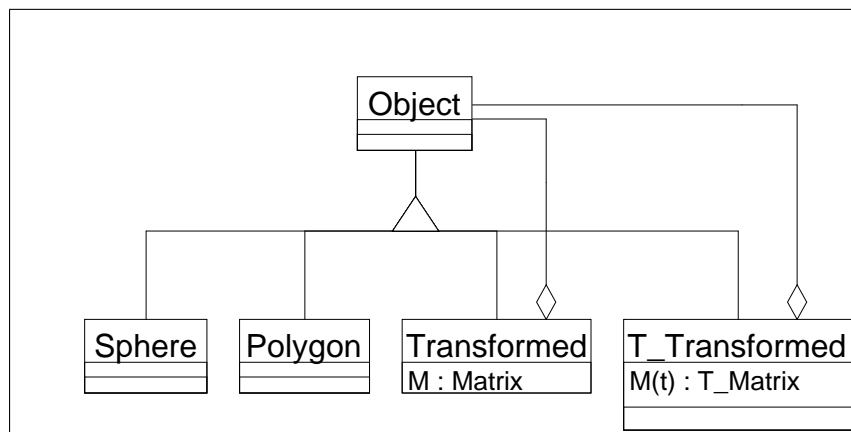 Object
Sphere
Polygon
Transformed
M : Matrix
T_Transformed
M(t) : T_Matrix